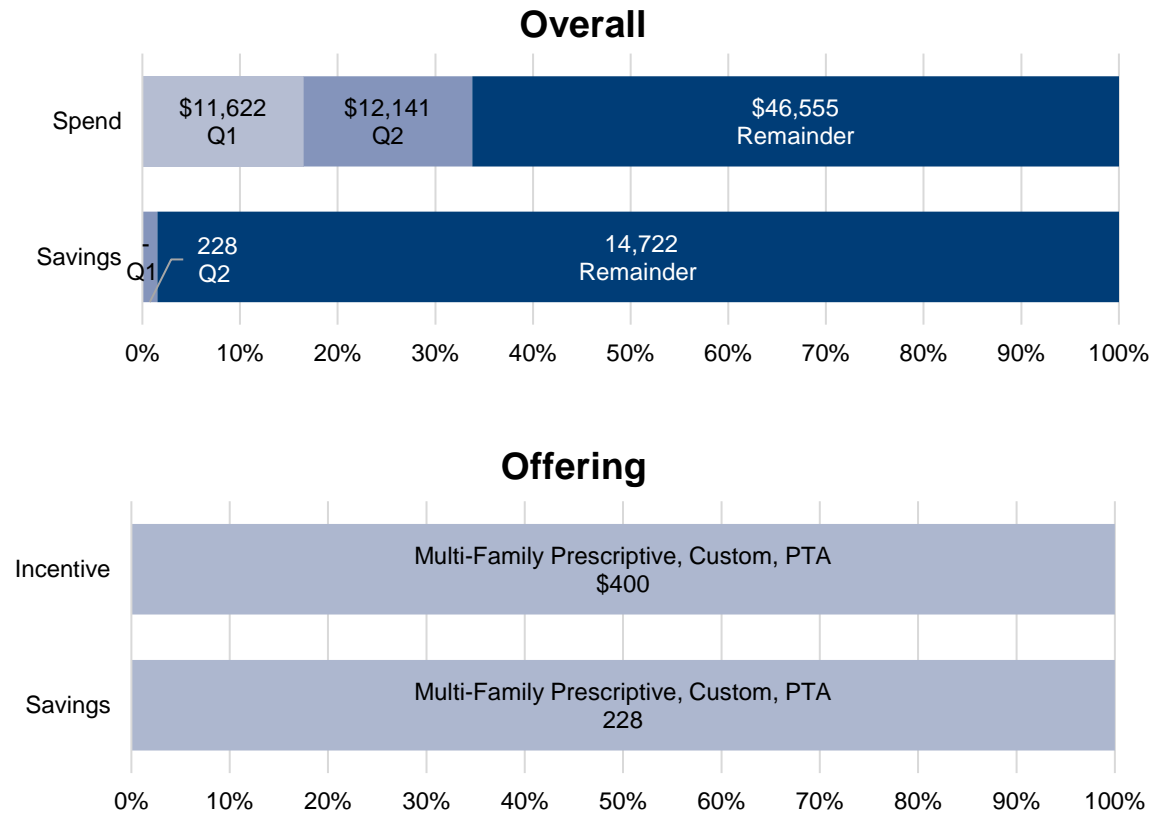 Overall
Spend
$11,622
Q1
$12,141
Q2
$46,555
Remainder
Savings
-
Q1
228
Q2
14,722
Remainder
0% 10% 20% 30% 40% 50% 60% 70% 80% 90% 100%
Offering
Incentive
Multi-Family Prescriptive, Custom, PTA
$400
Savings
Multi-Family Prescriptive, Custom, PTA
228
0% 10% 20% 30% 40% 50% 60% 70% 80% 90% 100%